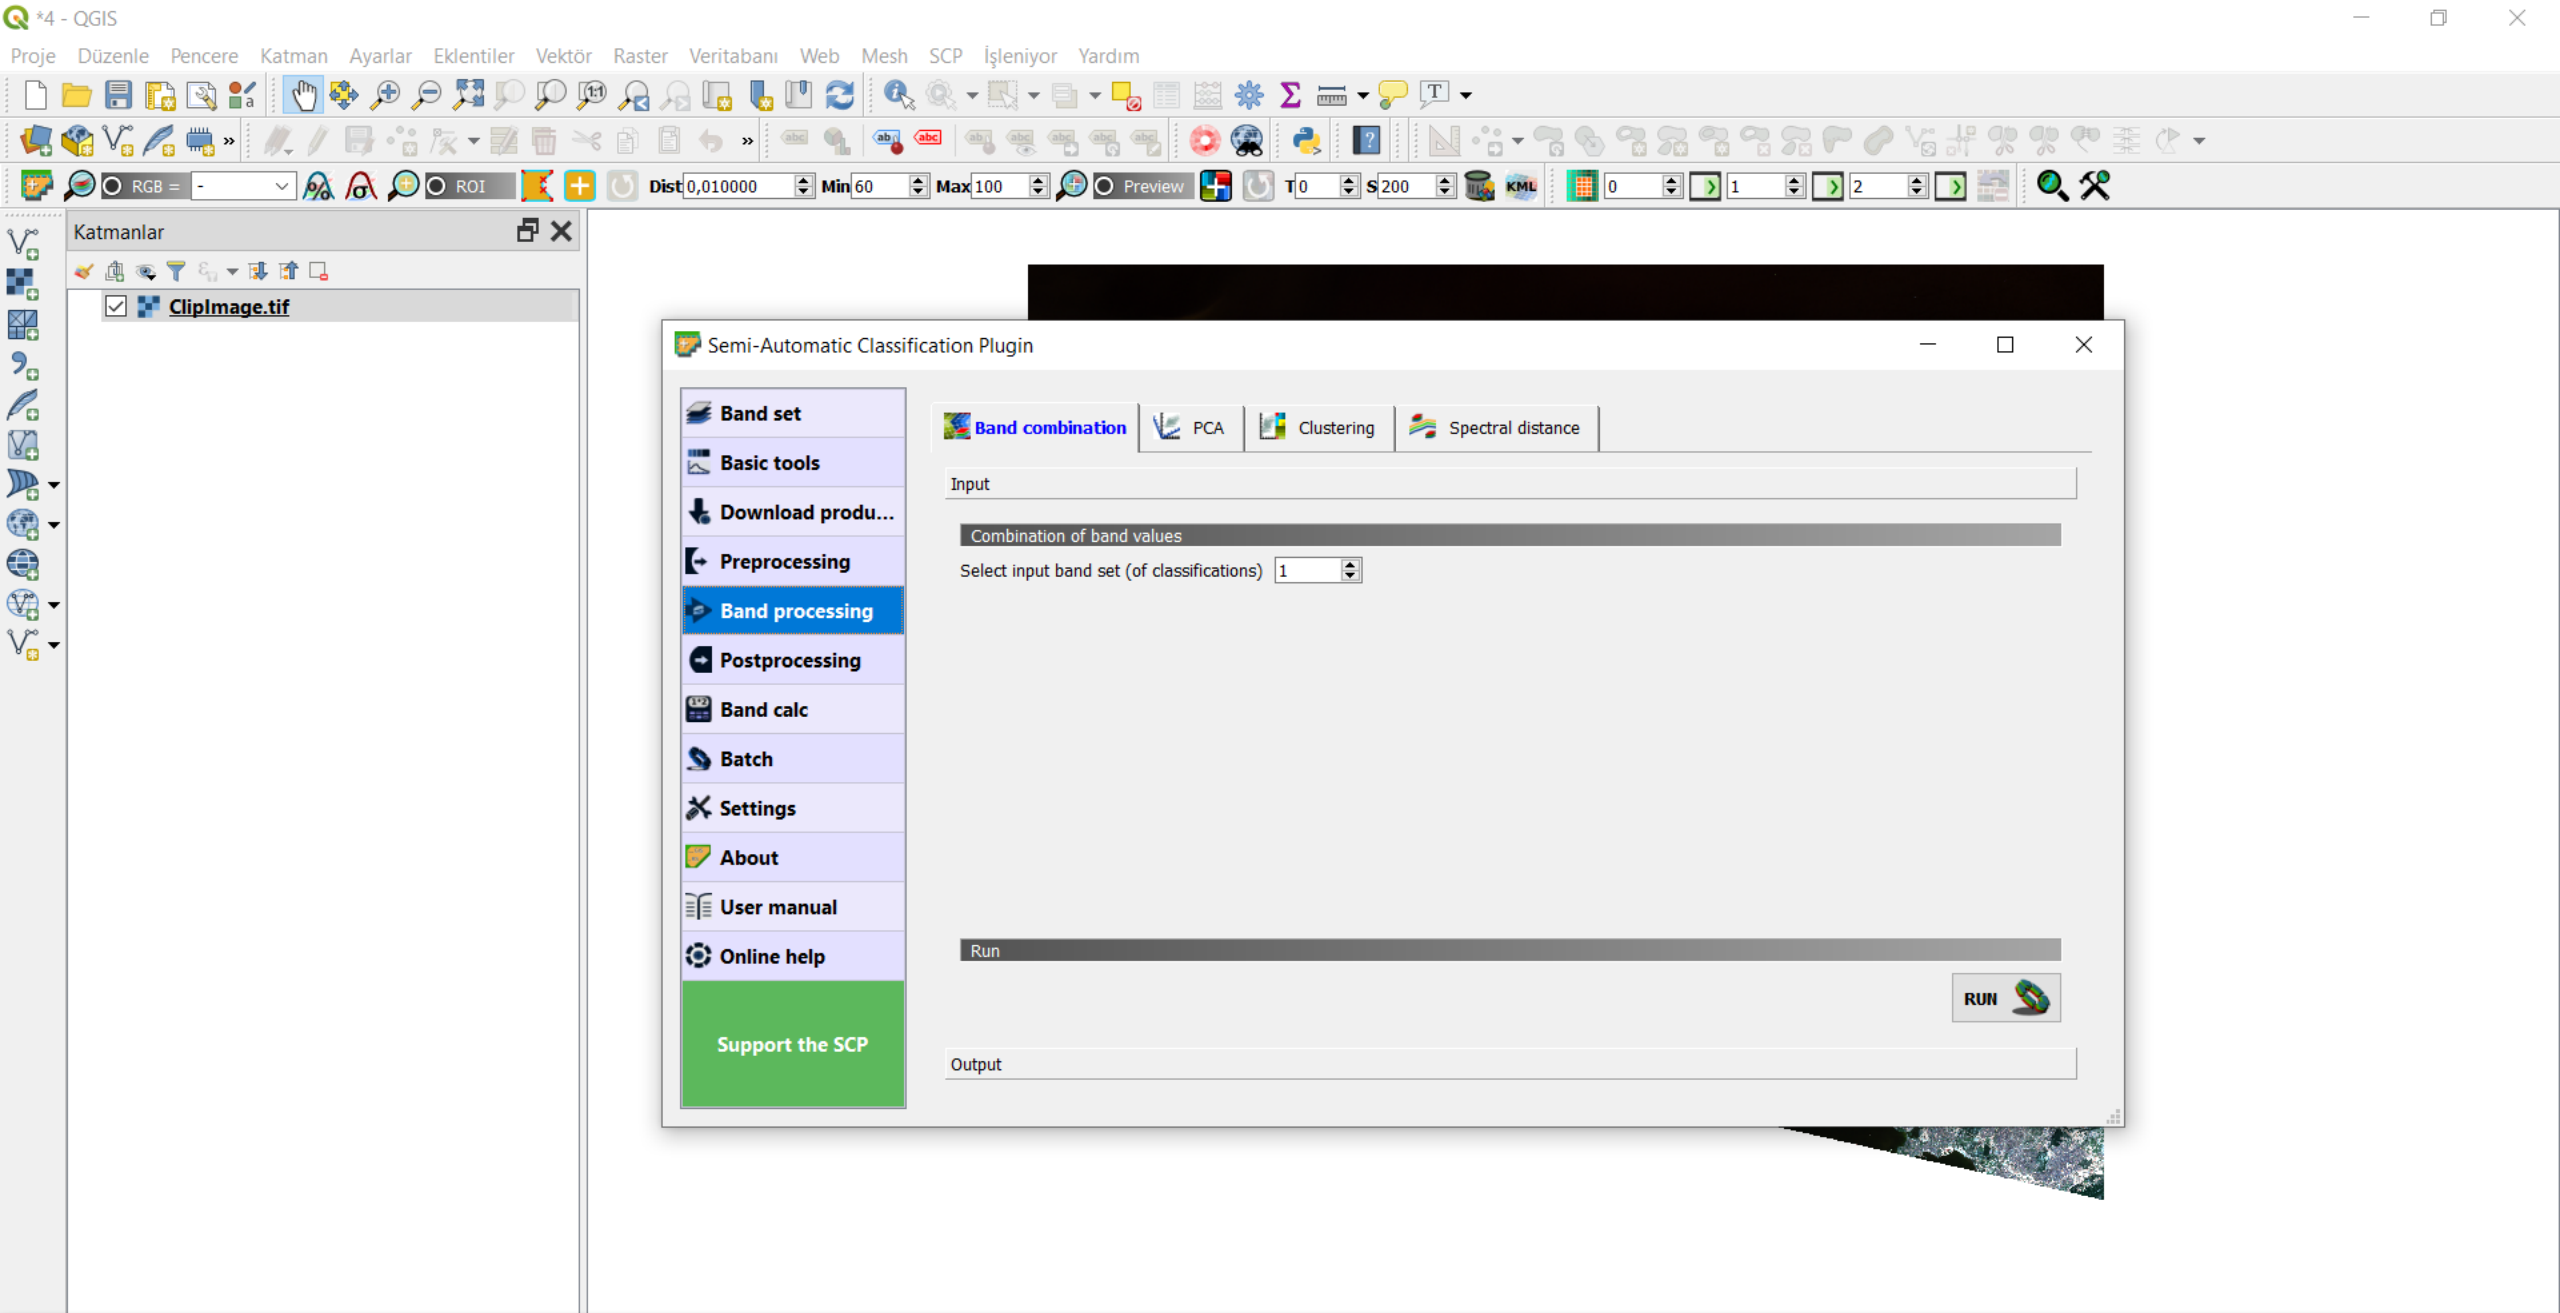 *4 - QGIS
Proje Düzenle Pencere Katman Ayarlar Eklentiler Vektör Raster Veritabanı Web Mesh SCP İşleniyor Yardım
RGB = - ROI Dist 0,010000 Min 60 Max 100 Preview T 0 S 200 KML 0 1 2
Katmanlar
ClipImage.tif
Semi-Automatic Classification Plugin
Band set
Basic tools
Download produ...
Preprocessing
Band processing
Postprocessing
Band calc
Batch
Settings
About
User manual
Online help
Support the SCP
Band combination PCA Clustering Spectral distance
Input
Combination of band values
Select input band set (of classifications) 1
Run
RUN
Output